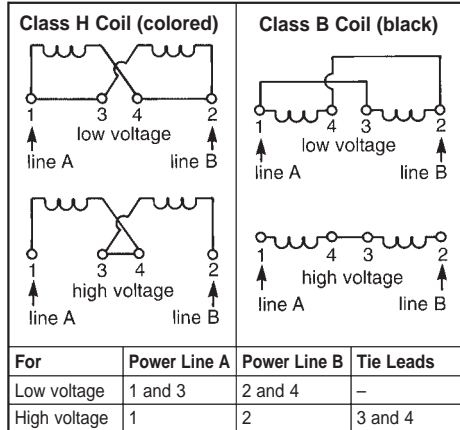 Class H Coil (colored)
1 3 4 2
low voltage
line A line B
1 3 4 2
high voltage
line A line B
Class B Coil (black)
1 4 3 2
low voltage
line A line B
1 4 3 2
high voltage
line A line B
For Power Line A Power Line B Tie Leads
Low voltage 1 and 3 2 and 4 –
High voltage 1 2 3 and 4